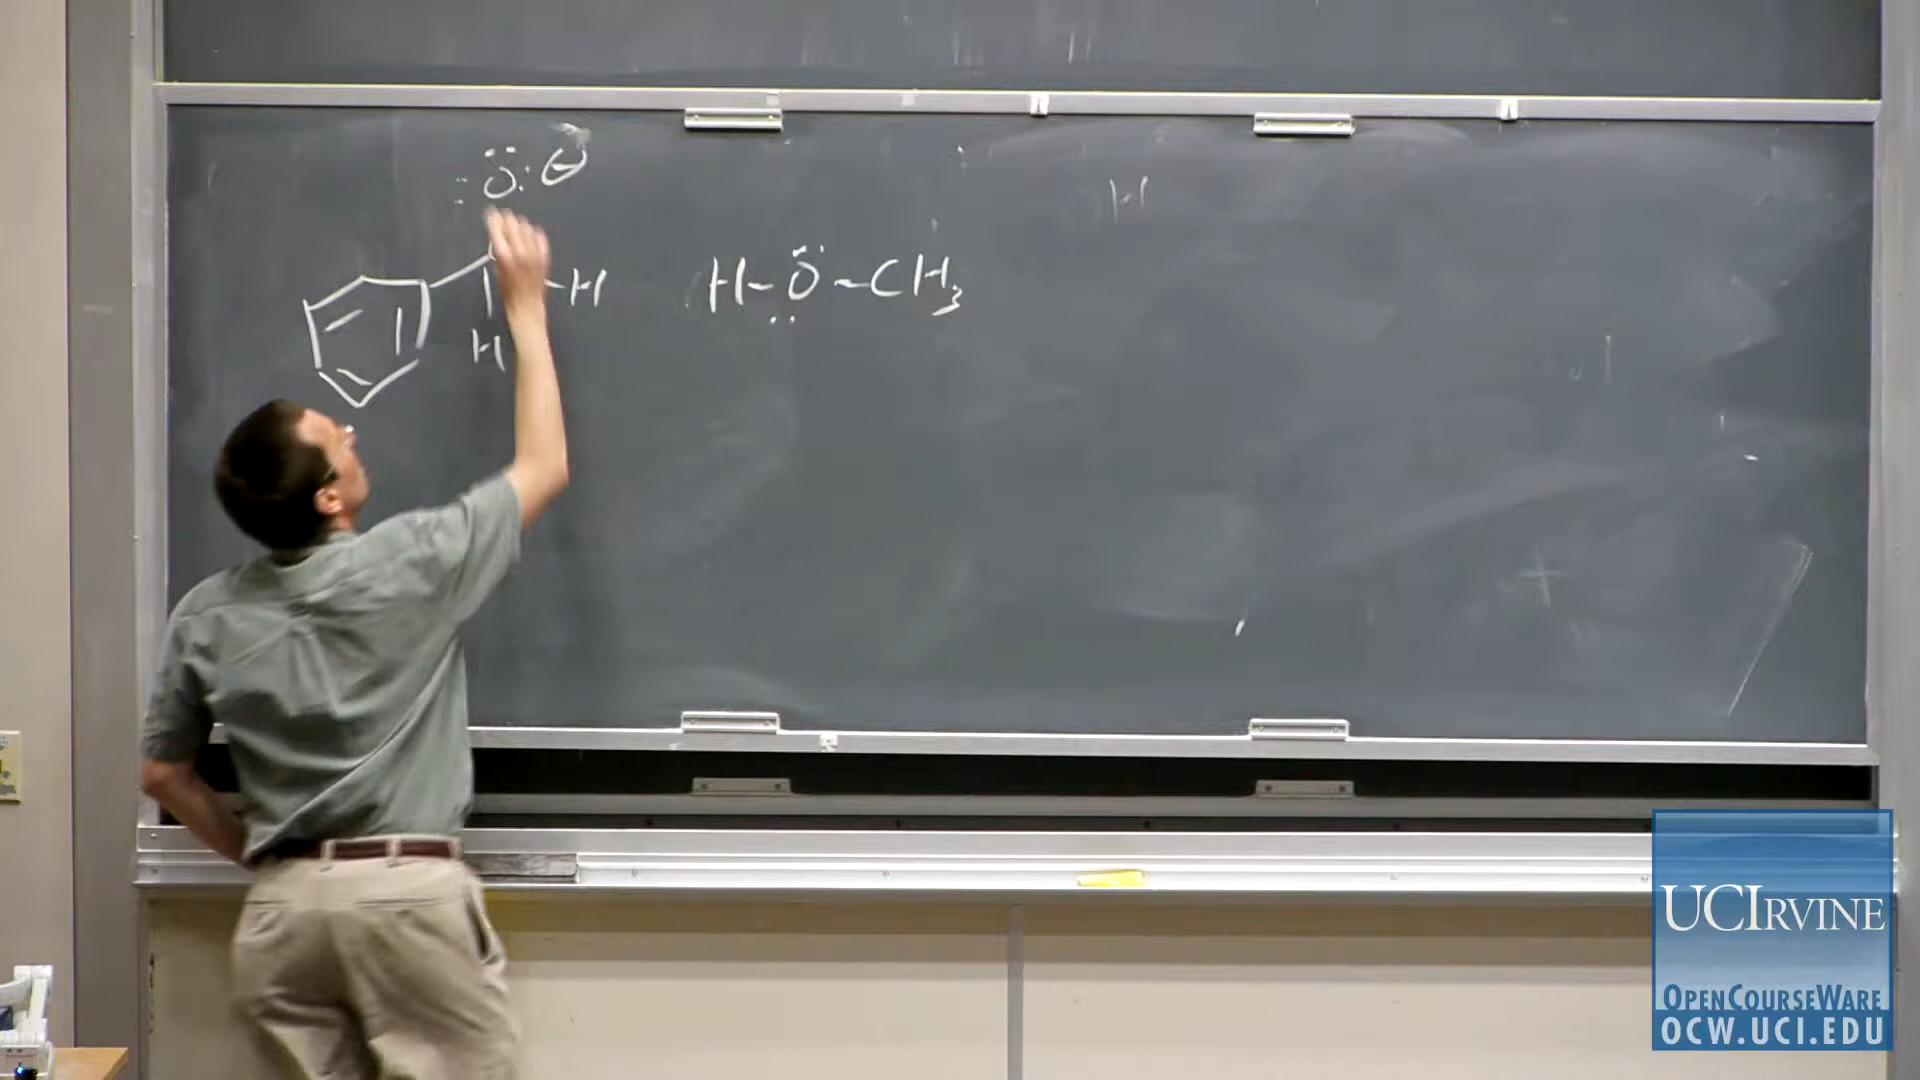 :Ö: ⊖
H
H–Ö–CH₃
H
H
UCIRVINE
OPENCOURSEWARE
OCW.UCI.EDU